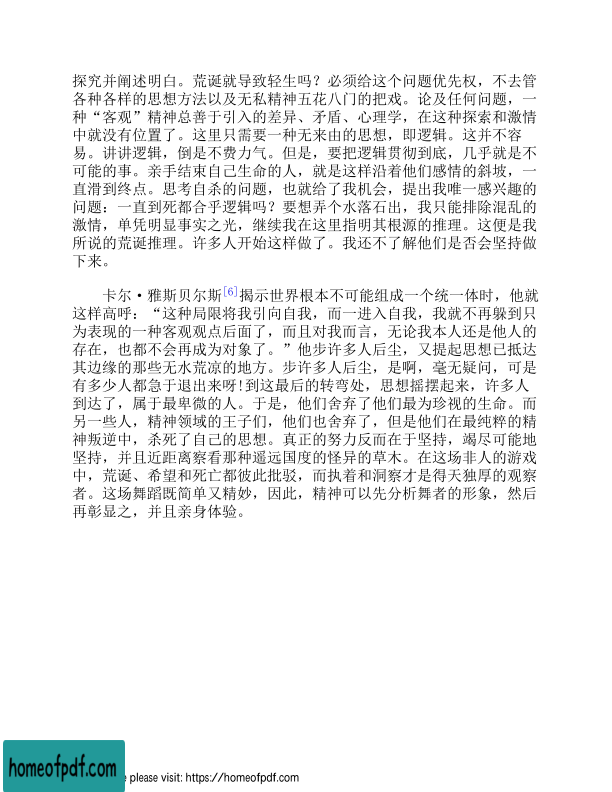 探究并阐述明白。荒诞就导致轻生吗？必须给这个问题优先权，不去管
各种各样的思想方法以及无私精神五花八门的把戏。论及任何问题，一
种“客观”精神总善于引入的差异、矛盾、心理学，在这种探索和激情
中就没有位置了。这里只需要一种无来由的思想，即逻辑。这并不容
易。讲讲逻辑，倒是不费力气。但是，要把逻辑贯彻到底，几乎就是不
可能的事。亲手结束自己生命的人，就是这样沿着他们感情的斜坡，一
直滑到终点。思考自杀的问题，也就给了我机会，提出我唯一感兴趣的
问题：一直到死都合乎逻辑吗？要想弄个水落石出，我只能排除混乱的
激情，单凭明显事实之光，继续我在这里指明其根源的推理。这便是我
所说的荒诞推理。许多人开始这样做了。我还不了解他们是否会坚持做
下来。
卡尔·雅斯贝尔斯[6]揭示世界根本不可能组成一个统一体时，他就
这样高呼：“这种局限将我引向自我，而一进入自我，我就不再躲到只
为表现的一种客观观点后面了，而且对我而言，无论我本人还是他人的
存在，也都不会再成为对象了。”他步许多人后尘，又提起思想已抵达
其边缘的那些无水荒凉的地方。步许多人后尘，是啊，毫无疑问，可是
有多少人都急于退出来呀!到这最后的转弯处，思想摇摆起来，许多人
到达了，属于最卑微的人。于是，他们舍弃了他们最为珍视的生命。而
另一些人，精神领域的王子们，他们也舍弃了，但是他们在最纯粹的精
神叛逆中，杀死了自己的思想。真正的努力反而在于坚持，竭尽可能地
坚持，并且近距离察看那种遥远国度的怪异的草木。在这场非人的游戏
中，荒诞、希望和死亡都彼此批驳，而执着和洞察才是得天独厚的观察
者。这场舞蹈既简单又精妙，因此，精神可以先分析舞者的形象，然后
再彰显之，并且亲身体验。
homeofpdf.com
e please visit: https://homeofpdf.com